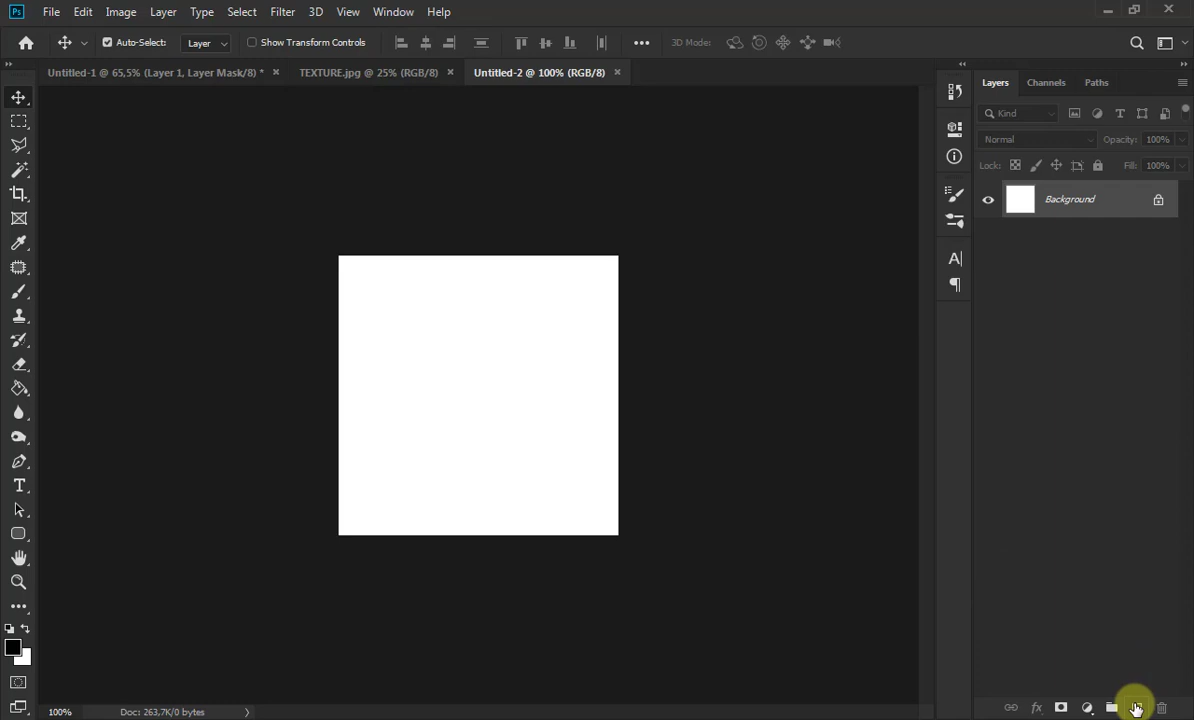 Ps File Edit Image Layer Type Select Filter 3D View Window Help
Auto-Select: Layer Show Transform Controls 3D Mode:
Untitled-1 @ 65,5% (Layer 1, Layer Mask/8) * TEXTURE.jpg @ 25% (RGB/8) Untitled-2 @ 100% (RGB/8)
Layers Channels Paths
Kind
Normal Opacity: 100%
Lock: Fill: 100%
Background
100% Doc: 263,7K/0 bytes